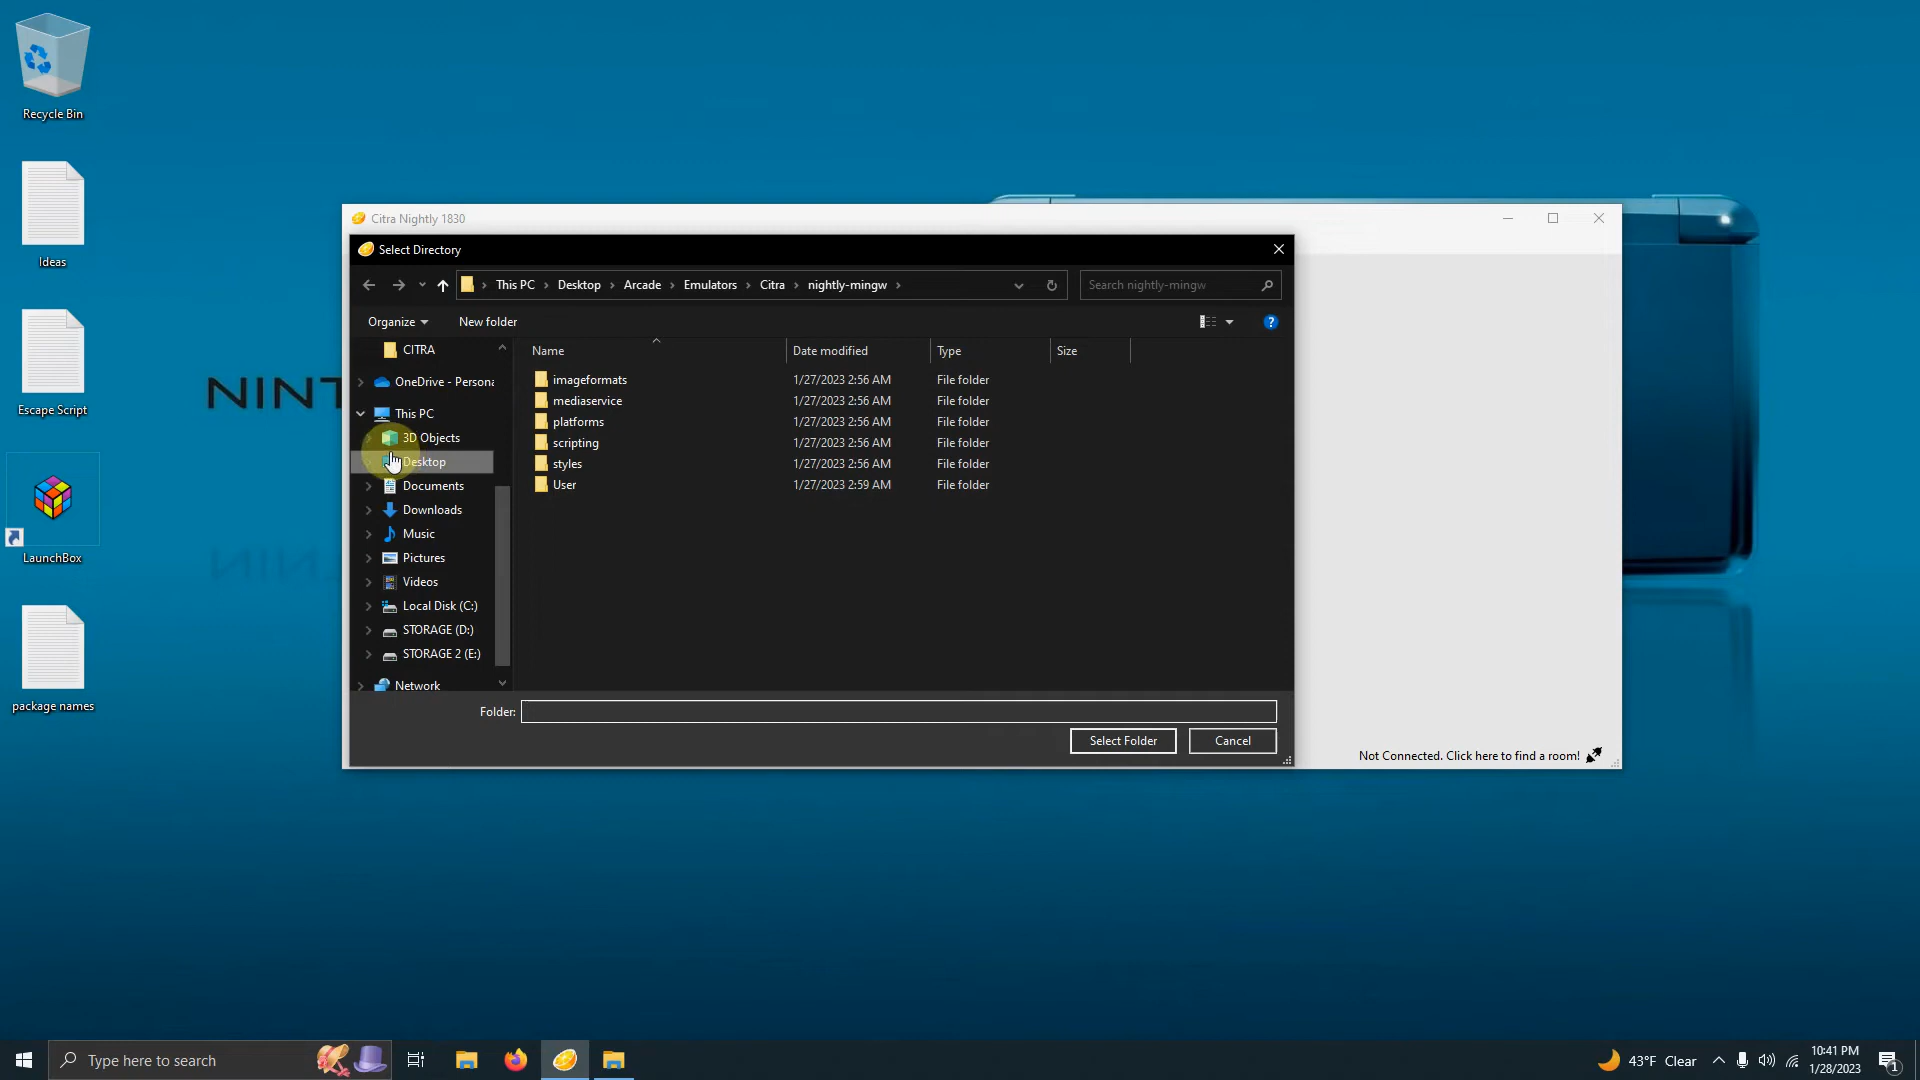 Recycle Bin
Ideas
Escape Script
LaunchBox
package names
NINT
Citra Nightly 1830
Select Directory
This PC
Desktop
Arcade
Emulators
Citra
nightly-mingw
Search nightly-mingw
Organize
New folder
Name
Date modified
Type
Size
CITRA
OneDrive - Persona
This PC
3D Objects
Desktop
Documents
Downloads
Music
Pictures
Videos
Local Disk (C:)
STORAGE (D:)
STORAGE 2 (E:)
Network
imageformats 1/27/2023 2:56 AM File folder
mediaservice 1/27/2023 2:56 AM File folder
platforms 1/27/2023 2:56 AM File folder
scripting 1/27/2023 2:56 AM File folder
styles 1/27/2023 2:56 AM File folder
User 1/27/2023 2:59 AM File folder
Folder:
Select Folder
Cancel
Not Connected. Click here to find a room!
Type here to search
43°F Clear
10:41 PM
1/28/2023
1